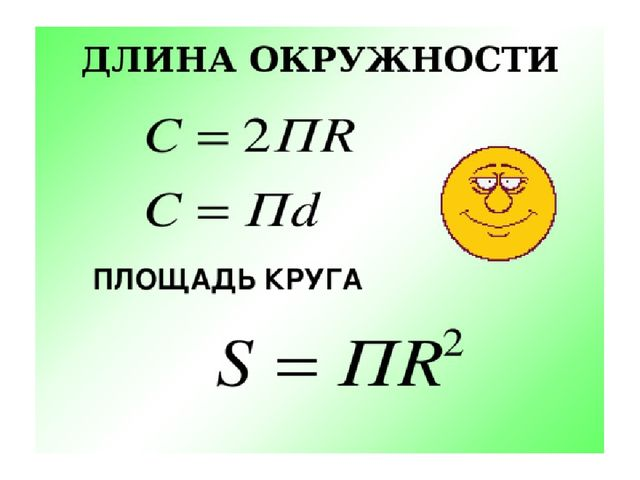 ДЛИНА ОКРУЖНОСТИ
C = 2ПR
C = Пd
ПЛОЩАДЬ КРУГА
S = ПR²